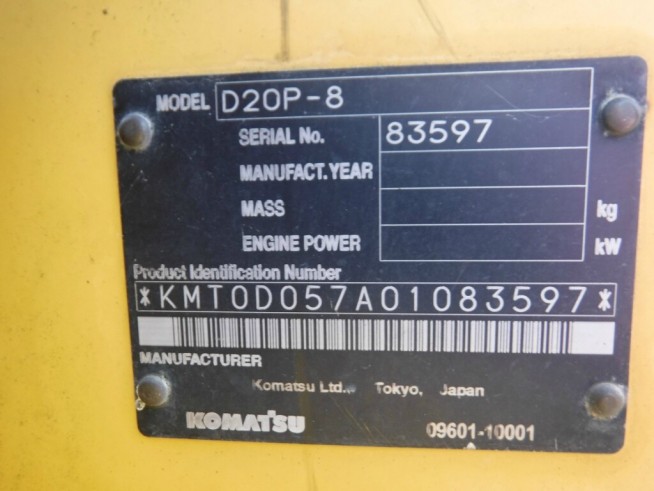 MODEL D20P-8
SERIAL No. 83597
MANUFACT.YEAR
MASS kg
ENGINE POWER kW
Product Identification Number
*KMT0D057A01083597*
MANUFACTURER
Komatsu Ltd., Tokyo, Japan
KOMATSU 09601-10001